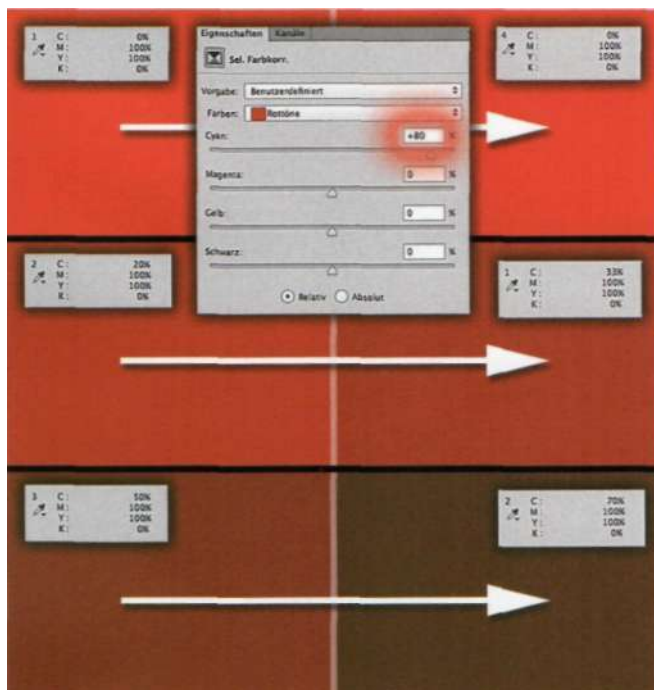 1 C: 0%
M: 100%
Y: 100%
K: 0%
Eigenschaften Kanäle
Sel. Farbkorr.
Vorgabe: Benutzerdefiniert
Farben: Rottöne
Cyan: +80 %
Magenta: 0 %
Gelb: 0 %
Schwarz: 0 %
Relativ Absolut
4 C: 0%
M: 100%
Y: 100%
K: 0%
2 C: 20%
M: 100%
Y: 100%
K: 0%
1 C: 33%
M: 100%
Y: 100%
K: 0%
3 C: 50%
M: 100%
Y: 100%
K: 0%
2 C: 70%
M: 100%
Y: 100%
K: 0%